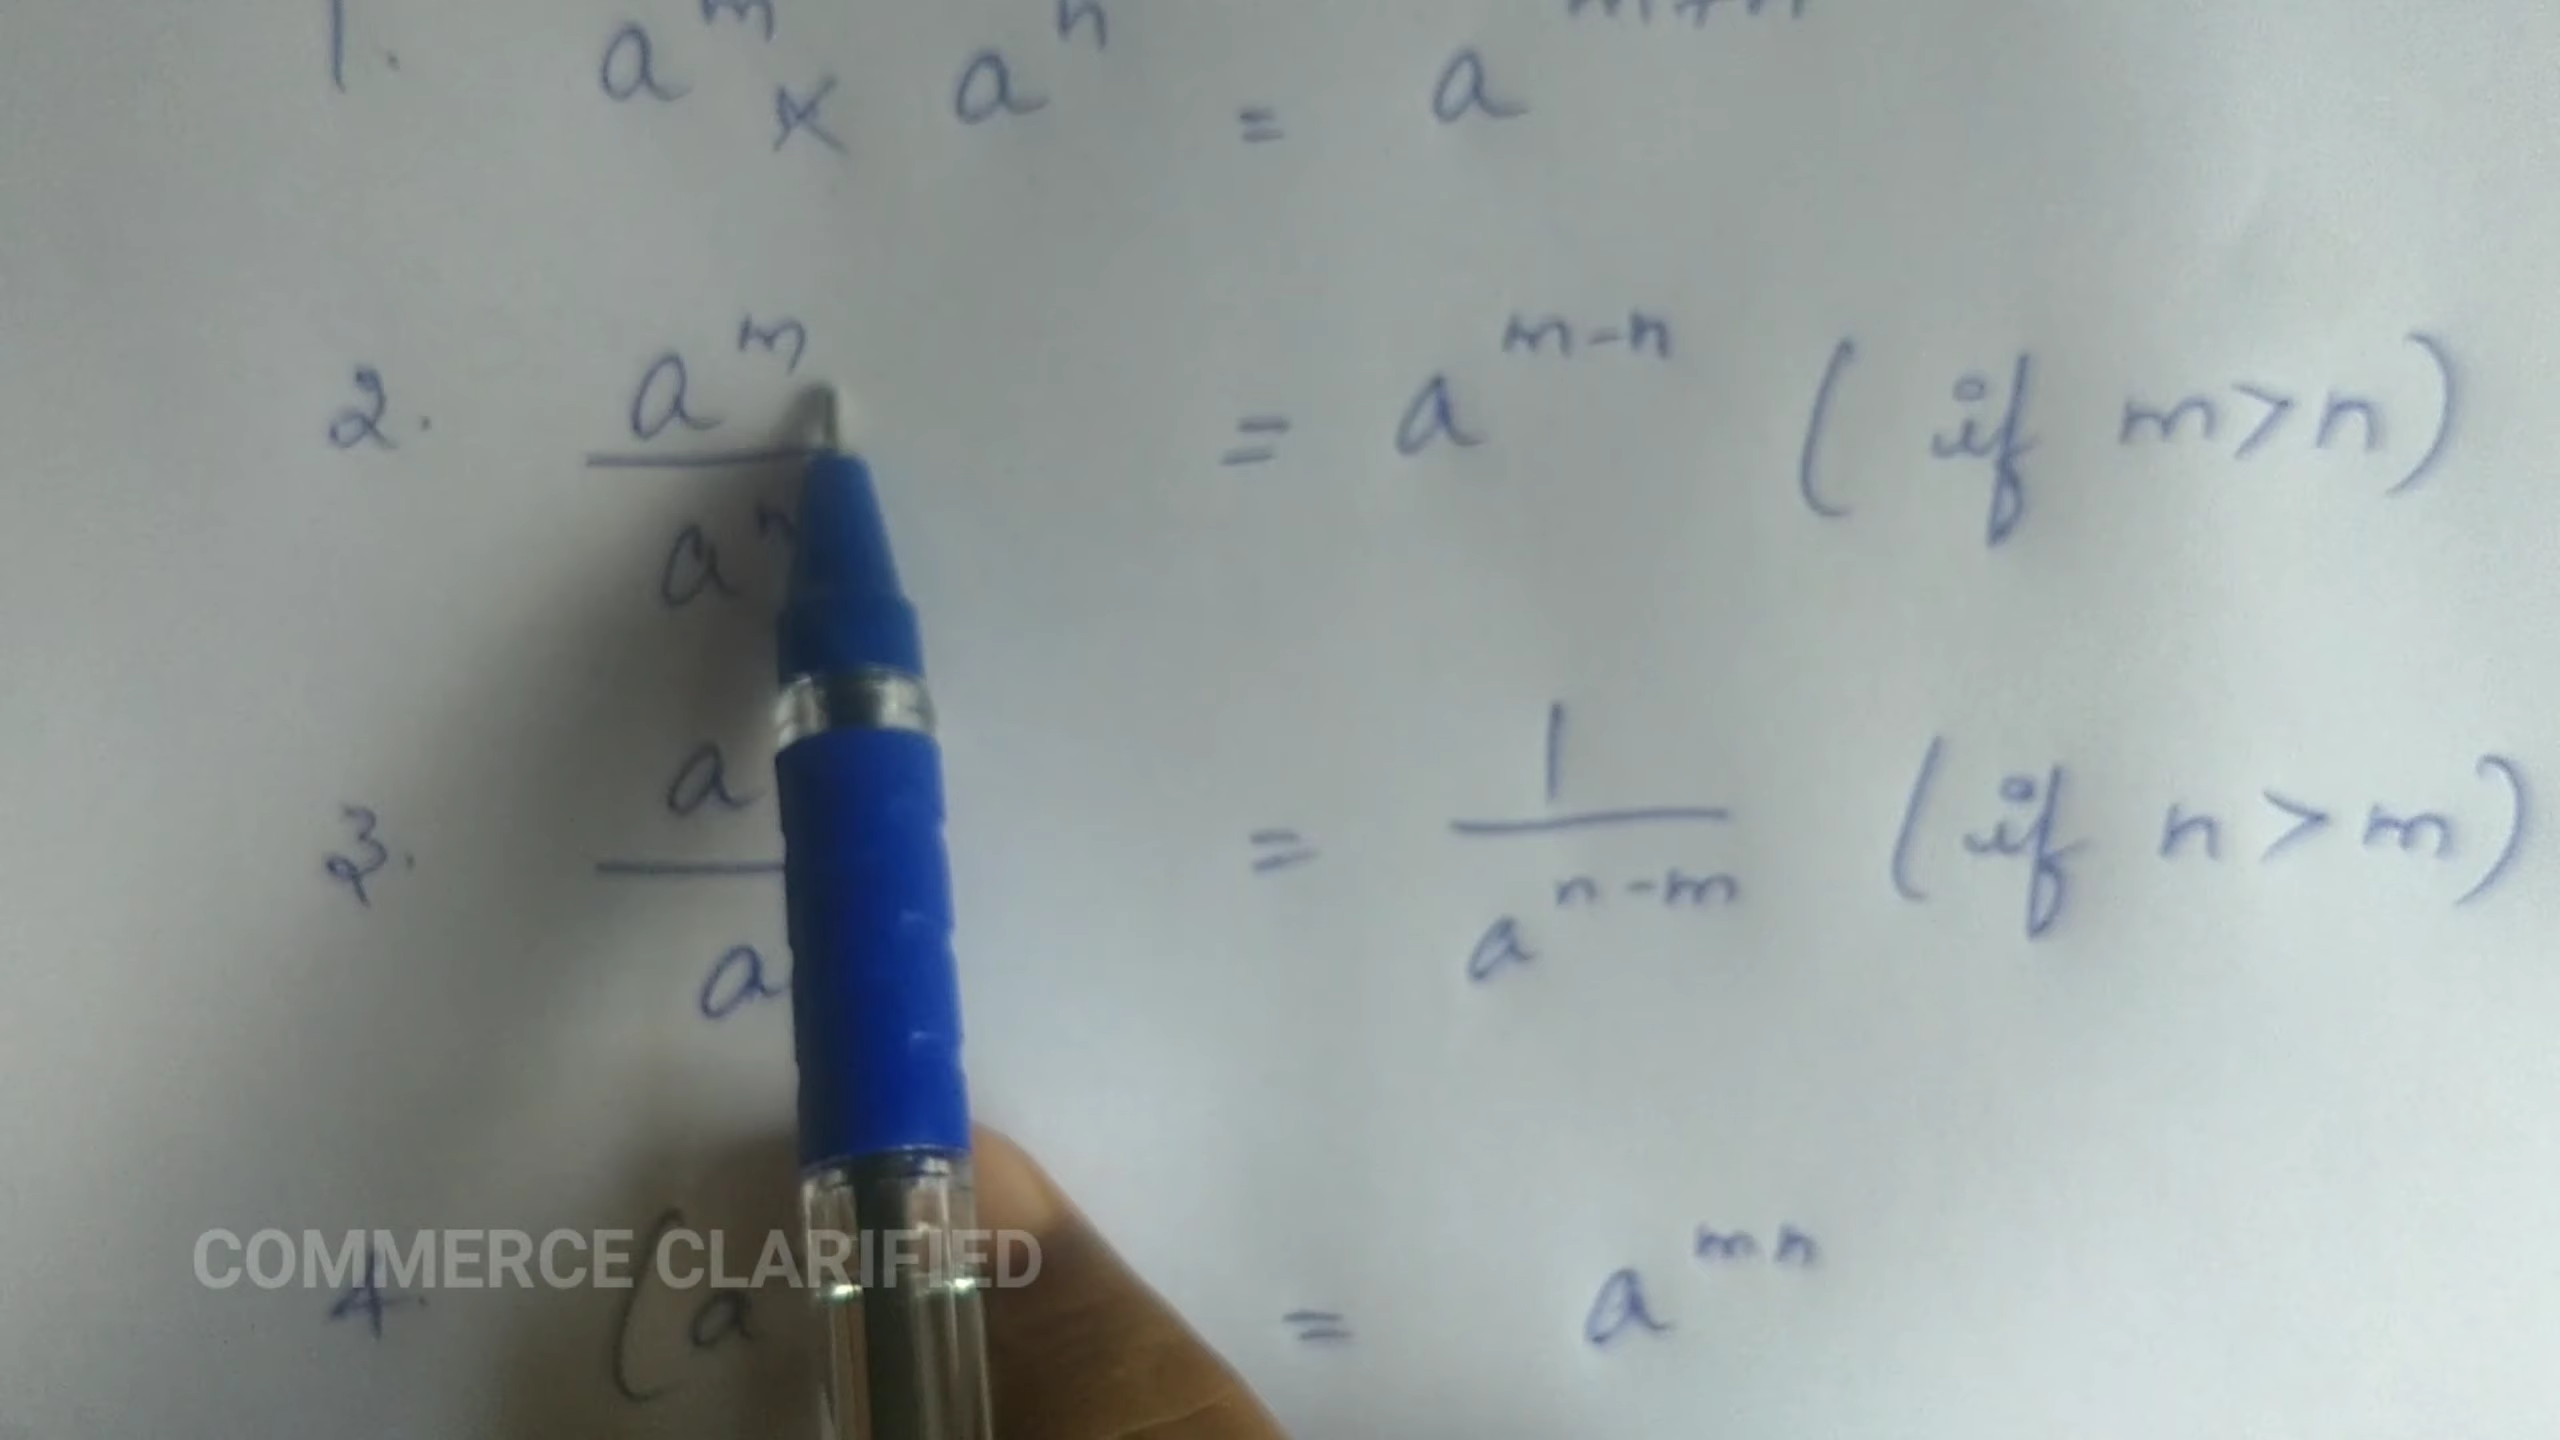 1. a^m × a^n = a^m+n
2. a^m / a^n = a^m-n (if m>n)
3. a / a = 1 / a^n-m (if n>m)
COMMERCE CLARIFIED
4. (a = a^mn